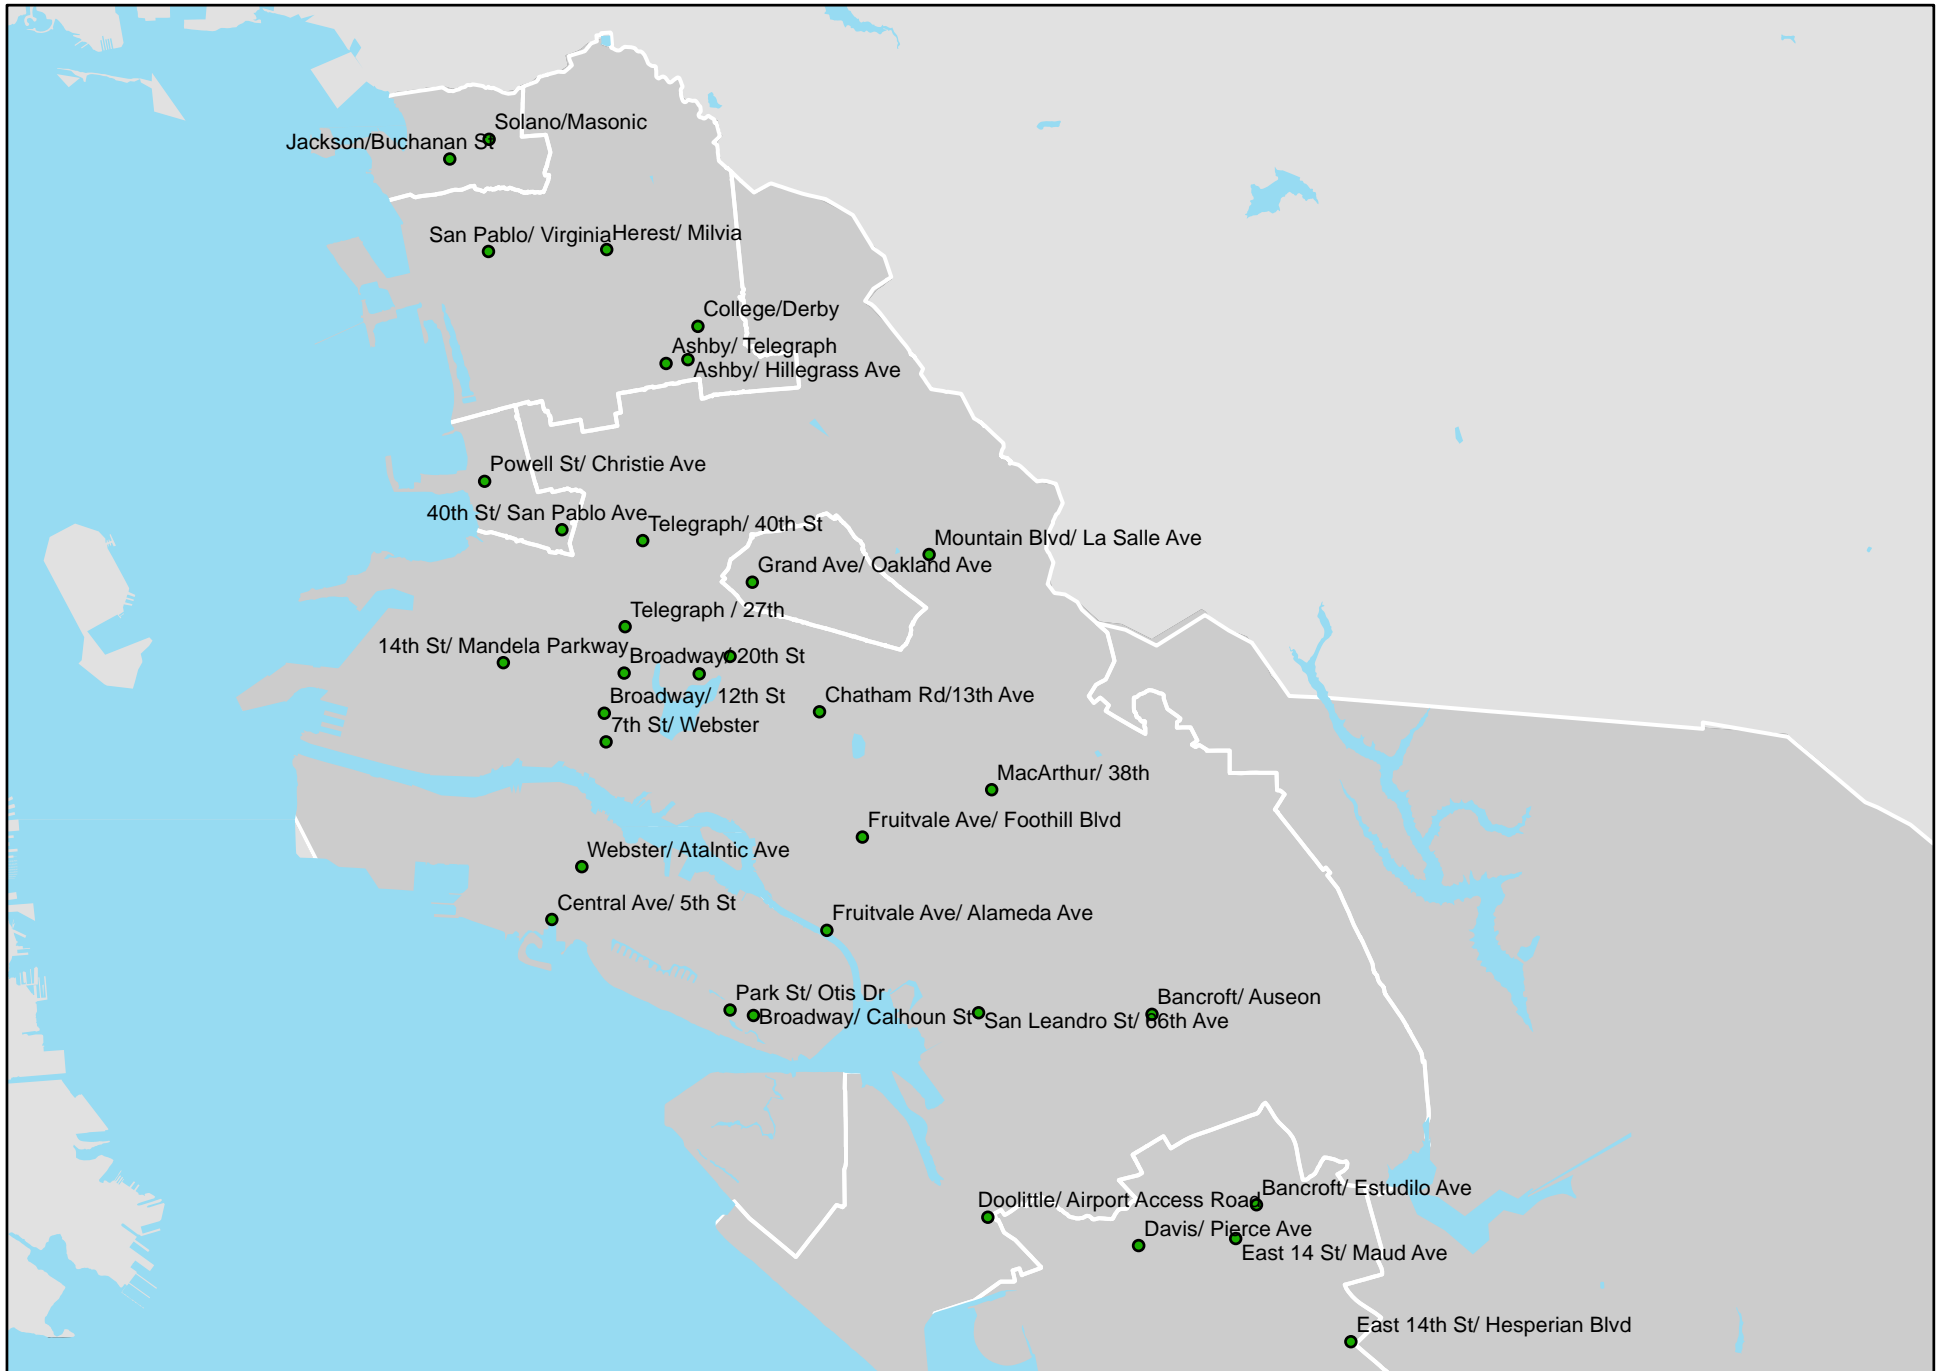 Solano/Masonic
Jackson/Buchanan St
San Pablo/ Virginia
Herest/ Milvia
College/Derby
Ashby/ Telegraph
Ashby/ Hillegrass Ave
Powell St/ Christie Ave
40th St/ San Pablo Ave
Telegraph/ 40th St
Mountain Blvd/ La Salle Ave
Grand Ave/ Oakland Ave
Telegraph / 27th
14th St/ Mandela Parkway
Broadway/ 20th St
Broadway/ 12th St
Chatham Rd/13th Ave
7th St/ Webster
MacArthur/ 38th
Fruitvale Ave/ Foothill Blvd
Webster/ Atalntic Ave
Central Ave/ 5th St
Fruitvale Ave/ Alameda Ave
Park St/ Otis Dr
Broadway/ Calhoun St
San Leandro St/ 66th Ave
Bancroft/ Auseon
Bancroft/ Estudilo Ave
Doolittle/ Airport Access Road
Davis/ Pierce Ave
East 14 St/ Maud Ave
East 14th St/ Hesperian Blvd